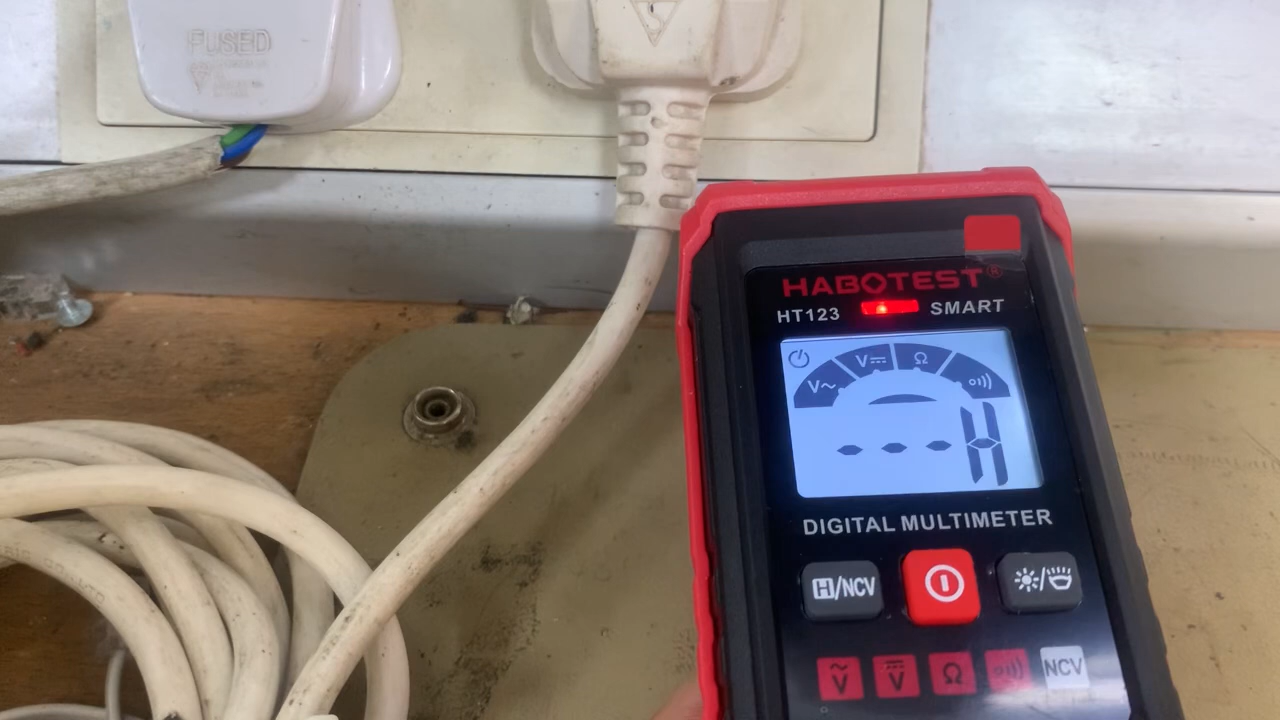 FUSED
HABOTEST®
HT123 SMART
V~ V⎓ Ω
- - - H
DIGITAL MULTIMETER
H/NCV
V Ṽ Ω NCV